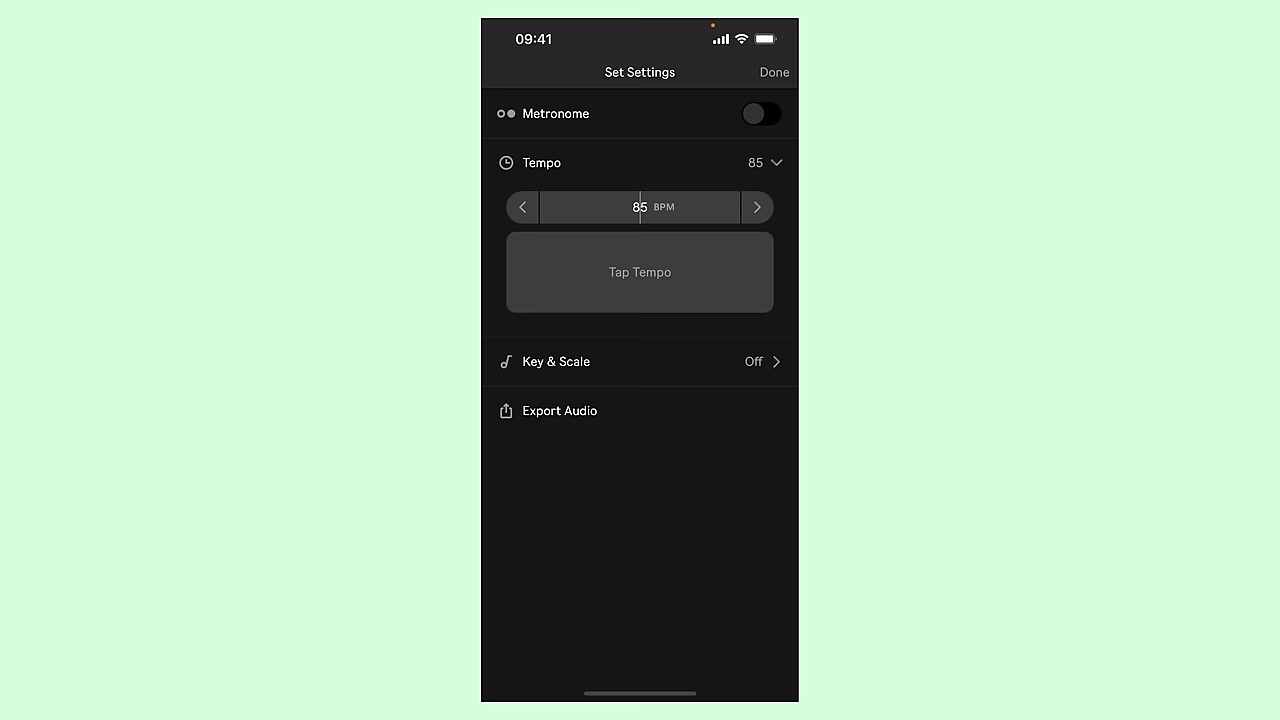 09:41
Set Settings Done
Metronome
Tempo 85
85 BPM
Tap Tempo
Key & Scale Off
Export Audio